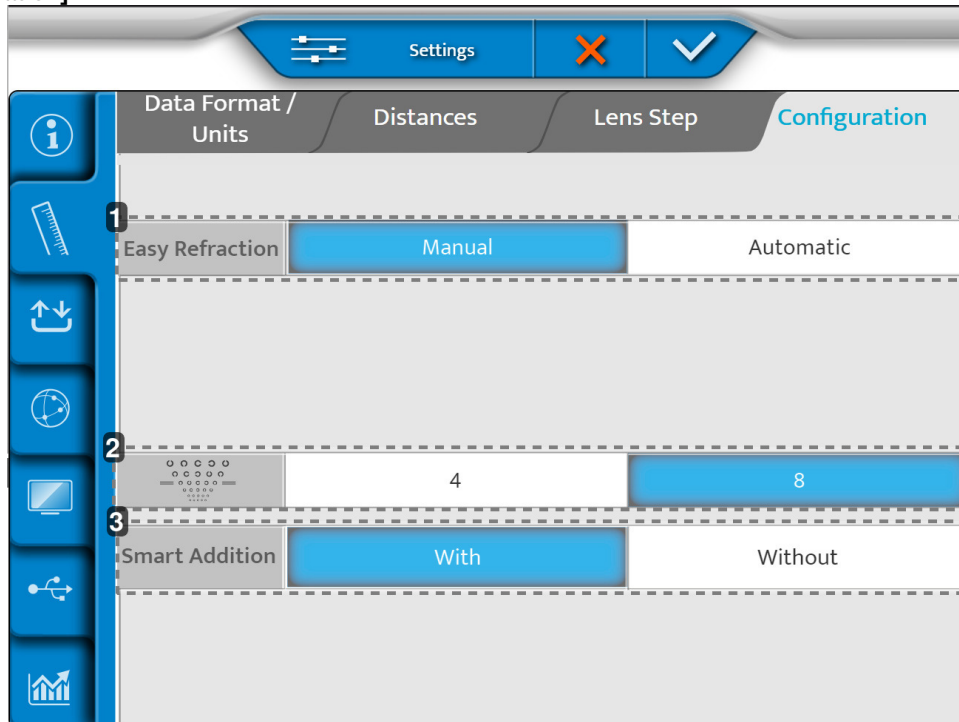 Settings
Data Format /
Units
Distances
Lens Step
Configuration
1
Easy Refraction
Manual
Automatic
2
4
8
3
Smart Addition
With
Without